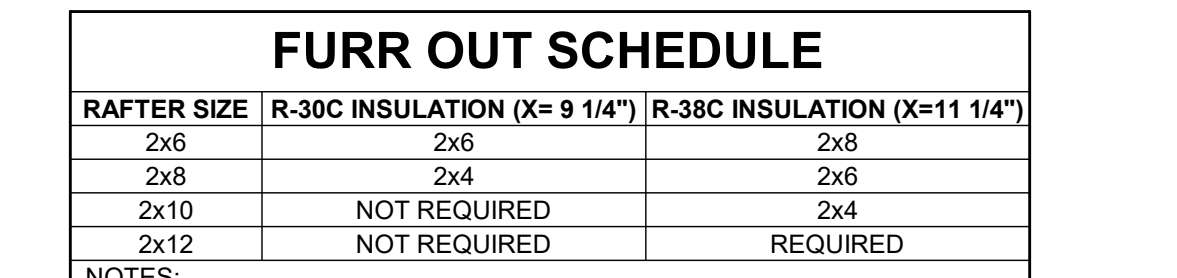 FURR OUT SCHEDULE
RAFTER SIZE R-30C INSULATION (X= 9 1/4") R-38C INSULATION (X=11 1/4")
2x6 2x6 2x8
2x8 2x4 2x6
2x10 NOT REQUIRED 2x4
2x12 NOT REQUIRED REQUIRED
NOTES: